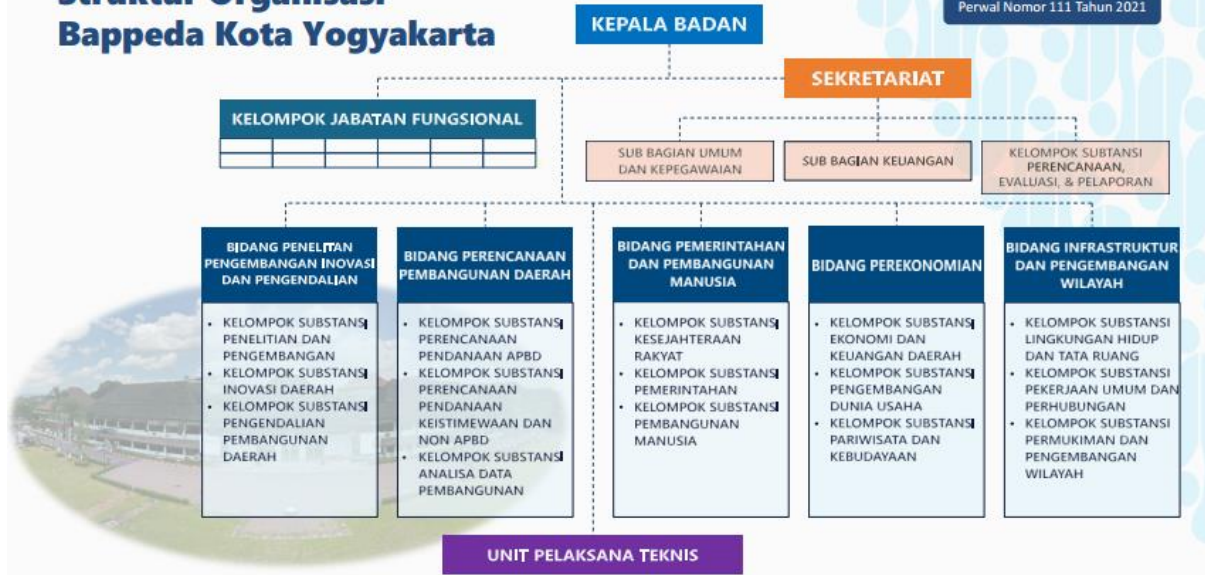 Struktur Organisasi
Bappeda Kota Yogyakarta
Perwal Nomor 111 Tahun 2021
KEPALA BADAN
SEKRETARIAT
KELOMPOK JABATAN FUNGSIONAL
SUB BAGIAN UMUM
DAN KEPEGAWAIAN
SUB BAGIAN KEUANGAN
KELOMPOK SUBTANSI
PERENCANAAN,
EVALUASI, & PELAPORAN
BIDANG PENELITAN
PENGEMBANGAN INOVASI
DAN PENGENDALIAN
• KELOMPOK SUBSTANSI
PENELITIAN DAN
PENGEMBANGAN
• KELOMPOK SUBSTANSI
INOVASI DAERAH
• KELOMPOK SUBSTANSI
PENGENDALIAN
PEMBANGUNAN
DAERAH
BIDANG PERENCANAAN
PEMBANGUNAN DAERAH
• KELOMPOK SUBSTANSI
PERENCANAAN
PENDANAAN APBD
• KELOMPOK SUBSTANSI
PERENCANAAN
PENDANAAN
KEISTIMEWAAN DAN
NON APBD
• KELOMPOK SUBSTANSI
ANALISA DATA
PEMBANGUNAN
BIDANG PEMERINTAHAN
DAN PEMBANGUNAN
MANUSIA
• KELOMPOK SUBSTANSI
KESEJAHTERAAN
RAKYAT
• KELOMPOK SUBSTANSI
PEMERINTAHAN
• KELOMPOK SUBSTANSI
PEMBANGUNAN
MANUSIA
BIDANG PEREKONOMIAN
• KELOMPOK SUBSTANSI
EKONOMI DAN
KEUANGAN DAERAH
• KELOMPOK SUBSTANSI
PENGEMBANGAN
DUNIA USAHA
• KELOMPOK SUBSTANSI
PARIWISATA DAN
KEBUDAYAAN
BIDANG INFRASTRUKTUR
DAN PENGEMBANGAN
WILAYAH
• KELOMPOK SUBSTANSI
LINGKUNGAN HIDUP
DAN TATA RUANG
• KELOMPOK SUBSTANSI
PEKERJAAN UMUM DAN
PERHUBUNGAN
• KELOMPOK SUBSTANSI
PERMUKIMAN DAN
PENGEMBANGAN
WILAYAH
UNIT PELAKSANA TEKNIS